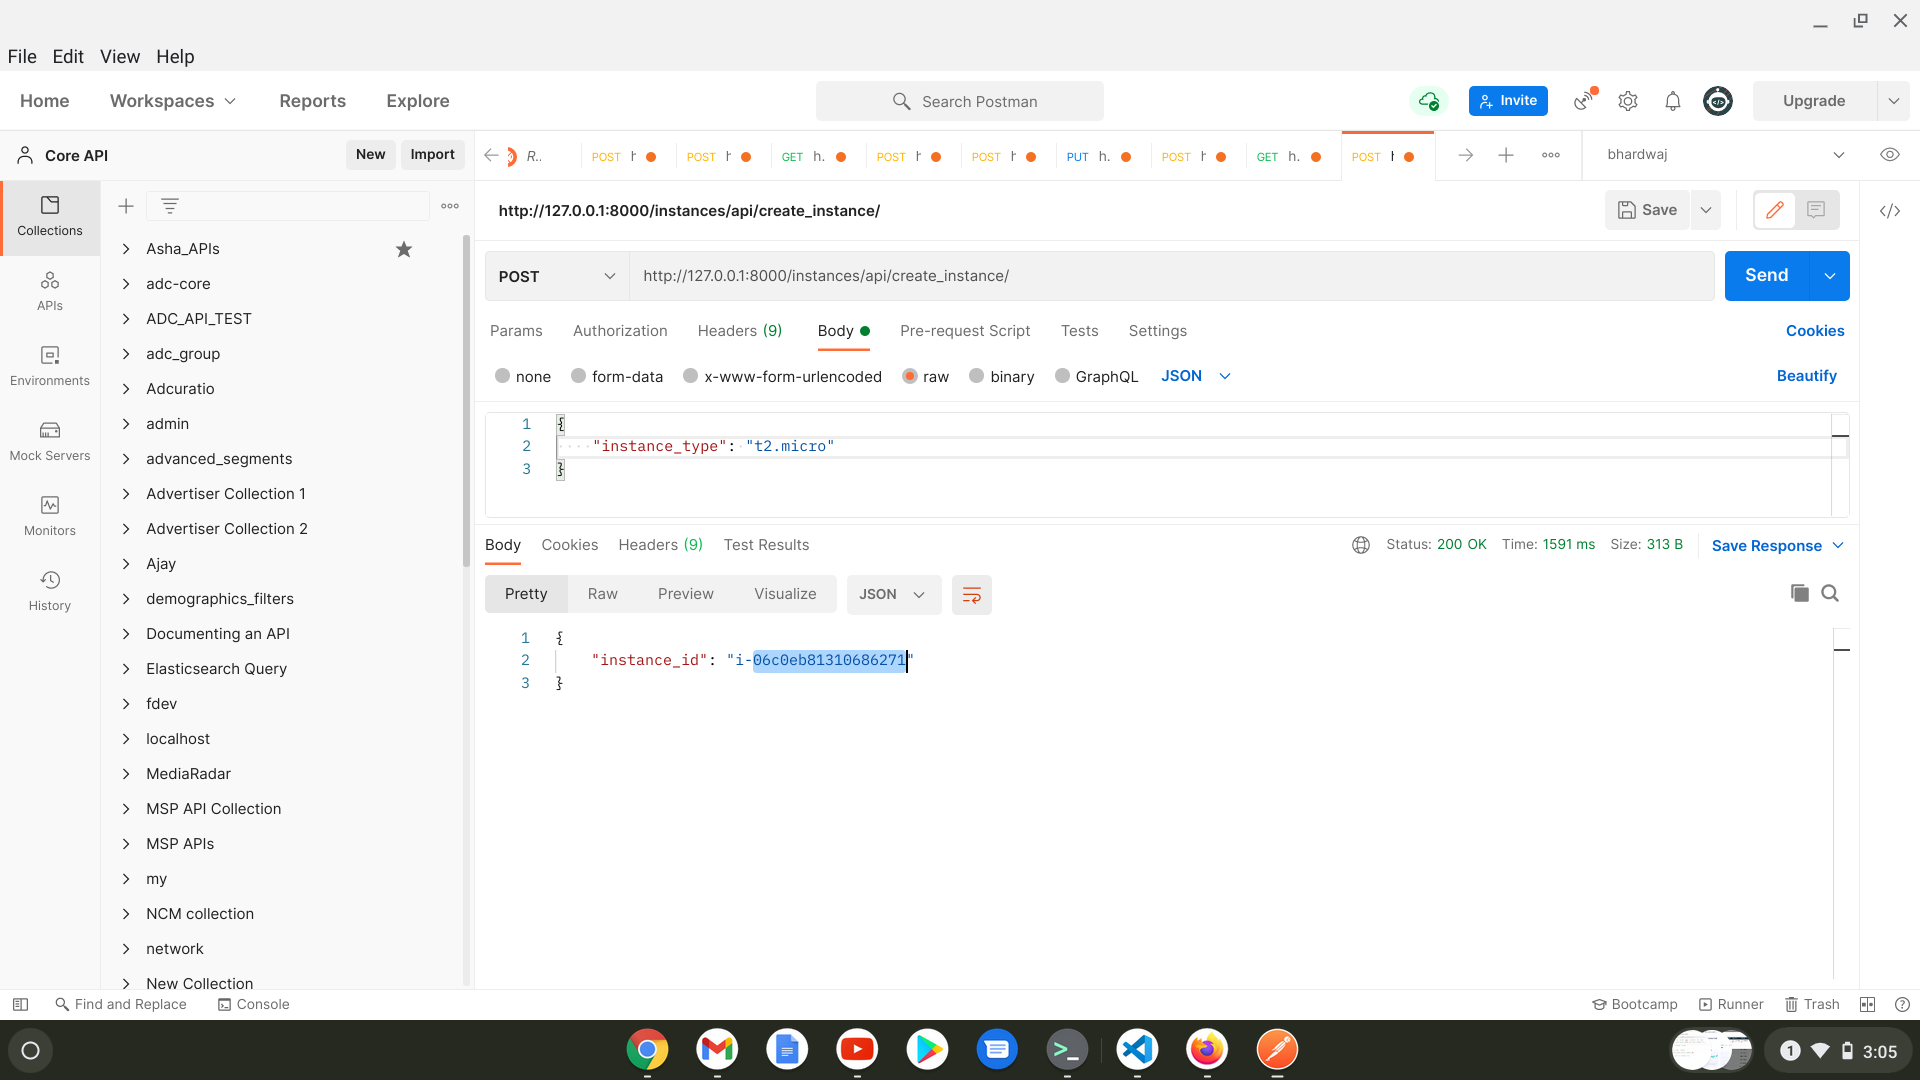 File Edit View Help
Home Workspaces Reports Explore Search Postman Invite Upgrade
Core API New Import R.. POST h POST h GET h. POST h POST h PUT h. POST h GET h. POST h bhardwaj
http://127.0.0.1:8000/instances/api/create_instance/ Save
POST http://127.0.0.1:8000/instances/api/create_instance/ Send
Params Authorization Headers (9) Body Pre-request Script Tests Settings Cookies
none form-data x-www-form-urlencoded raw binary GraphQL JSON Beautify
1 {
2 "instance_type": "t2.micro"
3 }
Body Cookies Headers (9) Test Results Status: 200 OK Time: 1591 ms Size: 313 B Save Response
Pretty Raw Preview Visualize JSON
1 {
2 "instance_id": "i-06c0eb81310686271"
3 }
Collections
APIs
Environments
Mock Servers
Monitors
History
Asha_APIs
adc-core
ADC_API_TEST
adc_group
Adcuratio
admin
advanced_segments
Advertiser Collection 1
Advertiser Collection 2
Ajay
demographics_filters
Documenting an API
Elasticsearch Query
fdev
localhost
MediaRadar
MSP API Collection
MSP APIs
my
NCM collection
network
New Collection
Find and Replace Console Bootcamp Runner Trash
1 3:05